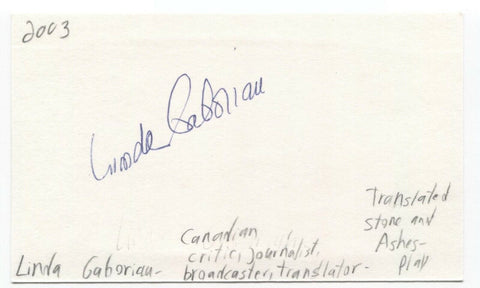 2003
Linda Gaboriau
Translated
Stone and
Ashes-
Play
Canadian
critic, journalist,
broadcaster, translator-
Linda Gaboriau-